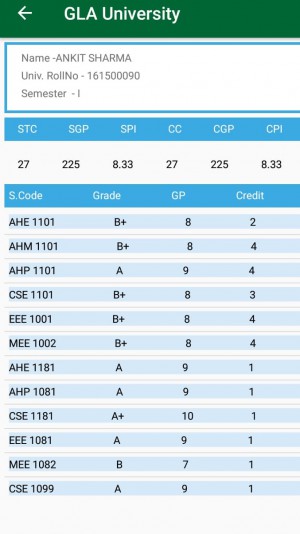 GLA University
Name -ANKIT SHARMA
Univ. RollNo - 161500090
Semester - I
STC SGP SPI CC CGP CPI
27 225 8.33 27 225 8.33
S.Code Grade GP Credit
AHE 1101 B+ 8 2
AHM 1101 B+ 8 4
AHP 1101 A 9 4
CSE 1101 B+ 8 3
EEE 1001 B+ 8 4
MEE 1002 B+ 8 4
AHE 1181 A 9 1
AHP 1081 A 9 1
CSE 1181 A+ 10 1
EEE 1081 A 9 1
MEE 1082 B 7 1
CSE 1099 A 9 1